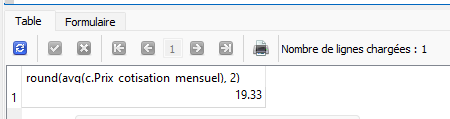 Table Formulaire
1 Nombre de lignes chargées : 1
round(avg(c.Prix cotisation mensuel), 2)
1 19.33